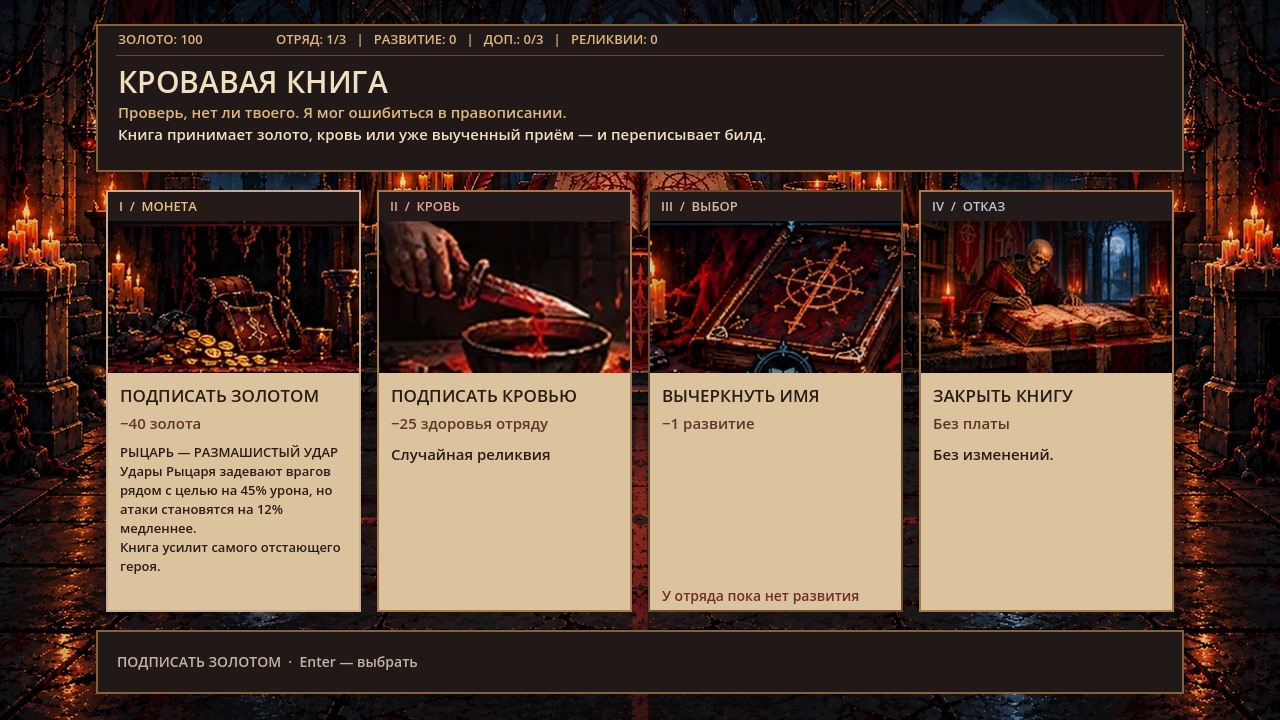 ЗОЛОТО: 100 ОТРЯД: 1/3 | РАЗВИТИЕ: 0 | ДОП.: 0/3 | РЕЛИКВИИ: 0
КРОВАВАЯ КНИГА
Проверь, нет ли твоего. Я мог ошибиться в правописании.
Книга принимает золото, кровь или уже выученный приём — и переписывает билд.
I / МОНЕТА
ПОДПИСАТЬ ЗОЛОТОМ
−40 золота
РЫЦАРЬ — РАЗМАШИСТЫЙ УДАР
Удары Рыцаря задевают врагов
рядом с целью на 45% урона, но
атаки становятся на 12%
медленнее.
Книга усилит самого отстающего
героя.
II / КРОВЬ
ПОДПИСАТЬ КРОВЬЮ
−25 здоровья отряду
Случайная реликвия
III / ВЫБОР
ВЫЧЕРКНУТЬ ИМЯ
−1 развитие
У отряда пока нет развития
IV / ОТКАЗ
ЗАКРЫТЬ КНИГУ
Без платы
Без изменений.
ПОДПИСАТЬ ЗОЛОТОМ · Enter — выбрать